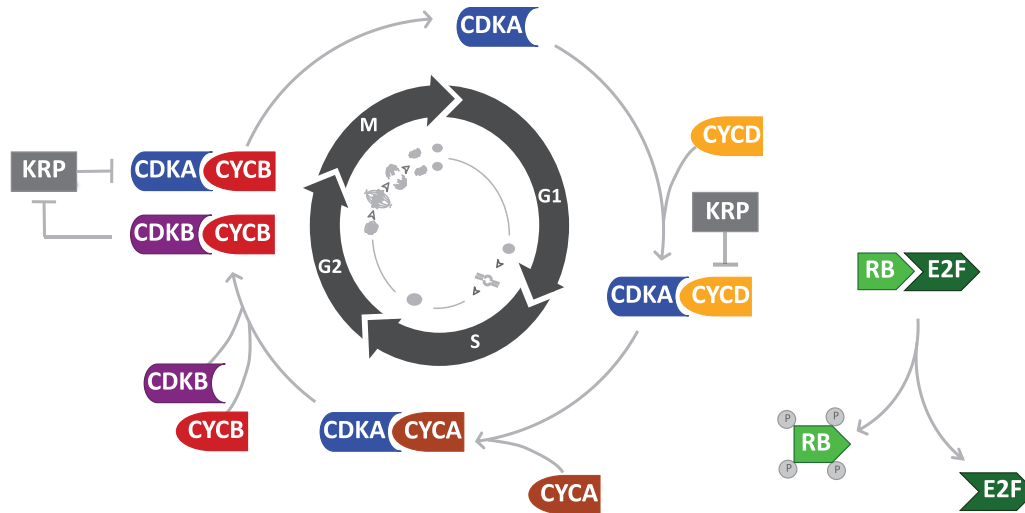 CDKA
M
CYCD
KRP
CDKA CYCB
G1
KRP
CDKB CYCB
G2
RB E2F
CDKA CYCD
S
CDKB
CYCB
CDKA CYCA
P P
RB
P P
CYCA
E2F